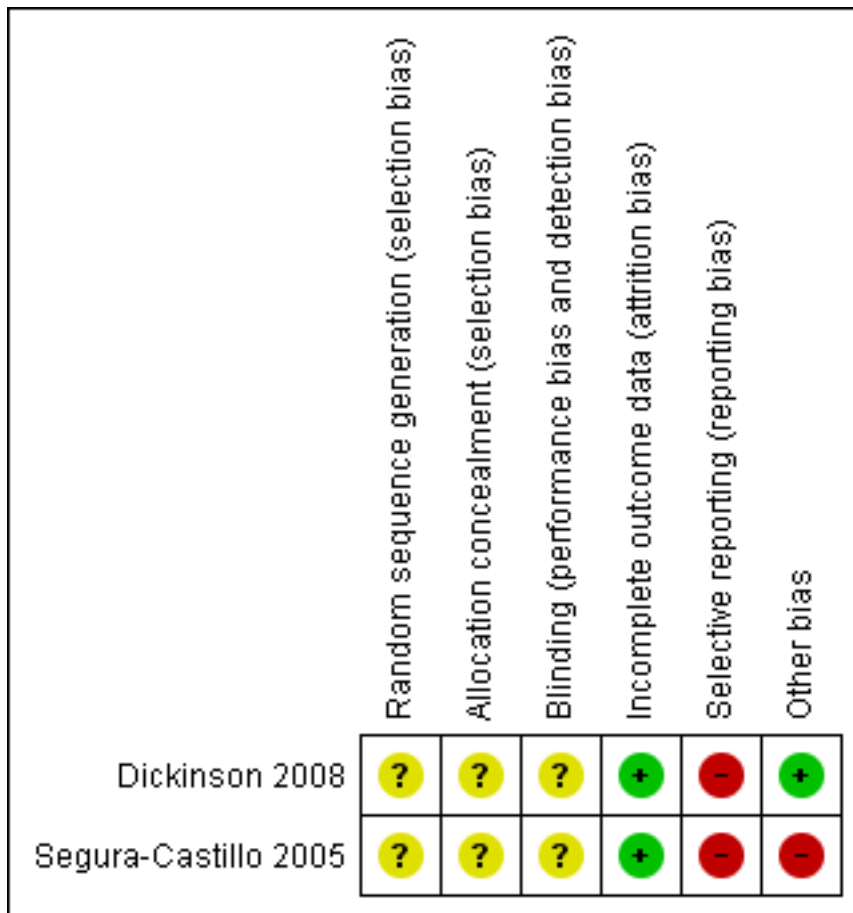 Random sequence generation (selection bias)
Allocation concealment (selection bias)
Blinding (performance bias and detection bias)
Incomplete outcome data (attrition bias)
Selective reporting (reporting bias)
Other bias
Dickinson 2008 ? ? ? + - +
Segura-Castillo 2005 ? ? ? + - -